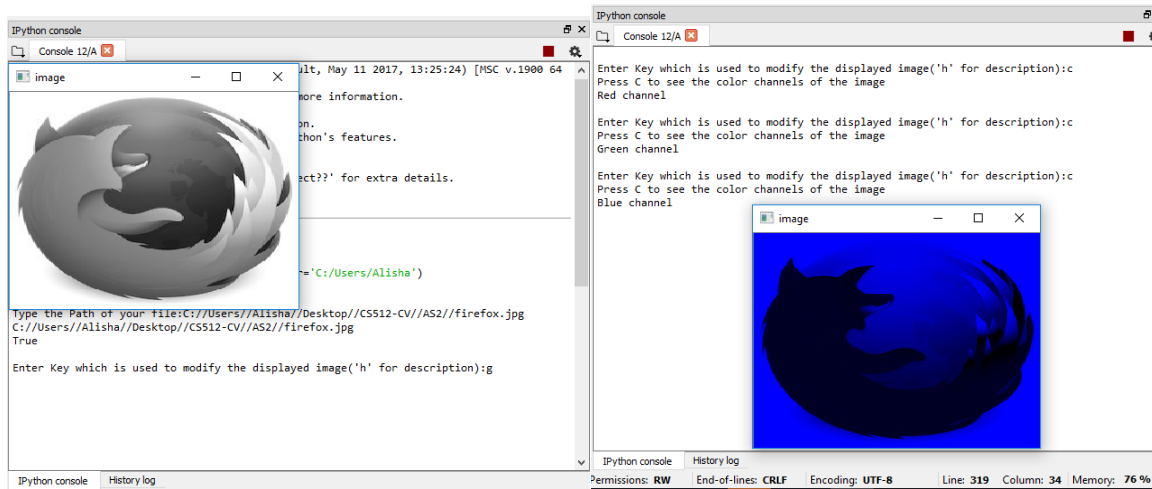 IPython console
Console 12/A
image
ult, May 11 2017, 13:25:24) [MSC v.1900 64
more information.
on.
thon's features.
ect??' for extra details.
='C:/Users/Alisha')
Type the Path of your file:C://Users//Alisha//Desktop//CS512-CV//AS2//firefox.jpg
C://Users//Alisha//Desktop//CS512-CV//AS2//firefox.jpg
True
Enter Key which is used to modify the displayed image('h' for description):g
IPython console History log
IPython console
Console 12/A
Enter Key which is used to modify the displayed image('h' for description):c
Press C to see the color channels of the image
Red channel
Enter Key which is used to modify the displayed image('h' for description):c
Press C to see the color channels of the image
Green channel
Enter Key which is used to modify the displayed image('h' for description):c
Press C to see the color channels of the image
Blue channel
image
IPython console History log
Permissions: RW End-of-lines: CRLF Encoding: UTF-8 Line: 319 Column: 34 Memory: 76 %